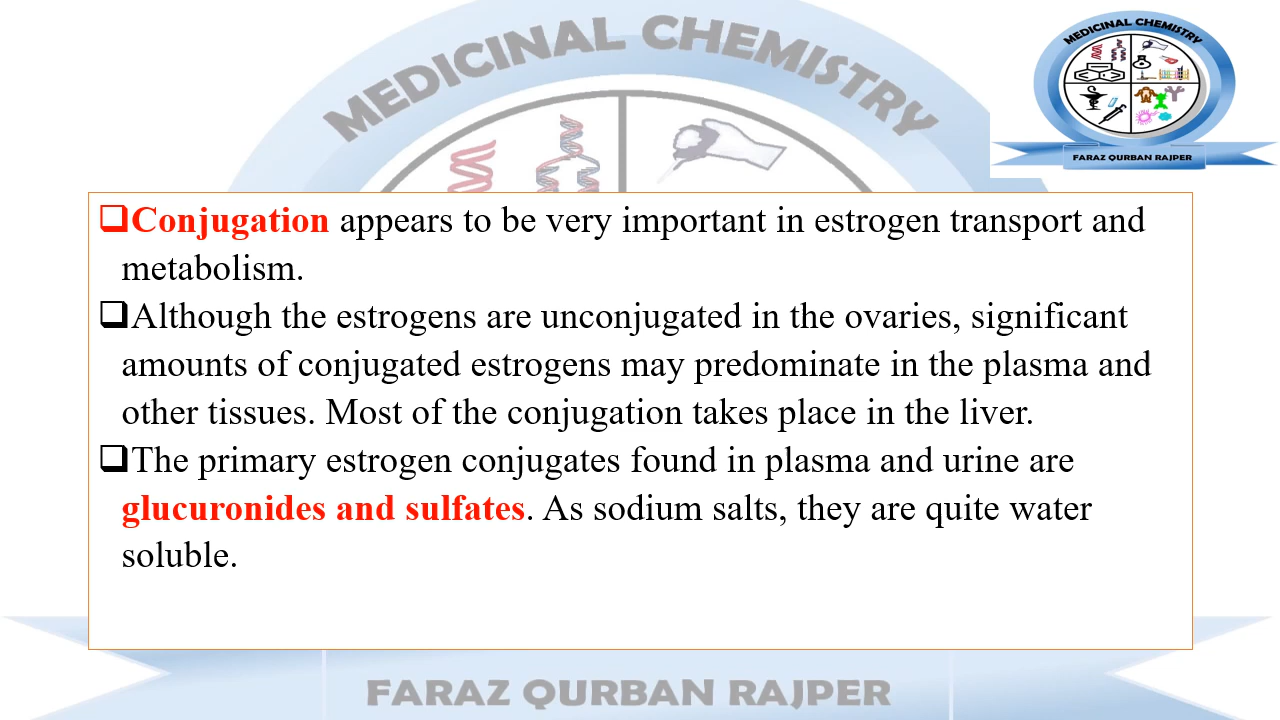 MEDICINAL CHEMISTRY
MEDICINAL CHEMISTRY
FARAZ QURBAN RAJPER
❑Conjugation appears to be very important in estrogen transport and
metabolism.
❑Although the estrogens are unconjugated in the ovaries, significant
amounts of conjugated estrogens may predominate in the plasma and
other tissues. Most of the conjugation takes place in the liver.
❑The primary estrogen conjugates found in plasma and urine are
glucuronides and sulfates. As sodium salts, they are quite water
soluble.
FARAZ QURBAN RAJPER